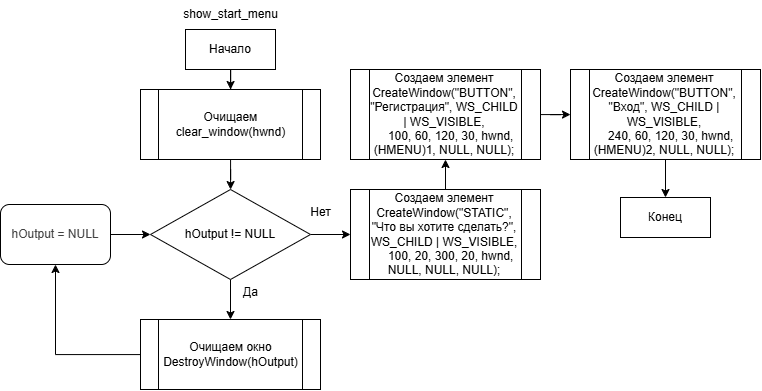 show_start_menu
Начало
Очищаем
clear_window(hwnd)
hOutput != NULL
Да
Очищаем окно
DestroyWindow(hOutput)
hOutput = NULL
Нет
Создаем элемент
CreateWindow("STATIC",
"Что вы хотите сделать?",
WS_CHILD | WS_VISIBLE,
100, 20, 300, 20, hwnd,
NULL, NULL, NULL);
Создаем элемент
CreateWindow("BUTTON",
"Регистрация", WS_CHILD
| WS_VISIBLE,
100, 60, 120, 30, hwnd,
(HMENU)1, NULL, NULL);
Создаем элемент
CreateWindow("BUTTON",
"Вход", WS_CHILD |
WS_VISIBLE,
240, 60, 120, 30, hwnd,
(HMENU)2, NULL, NULL);
Конец